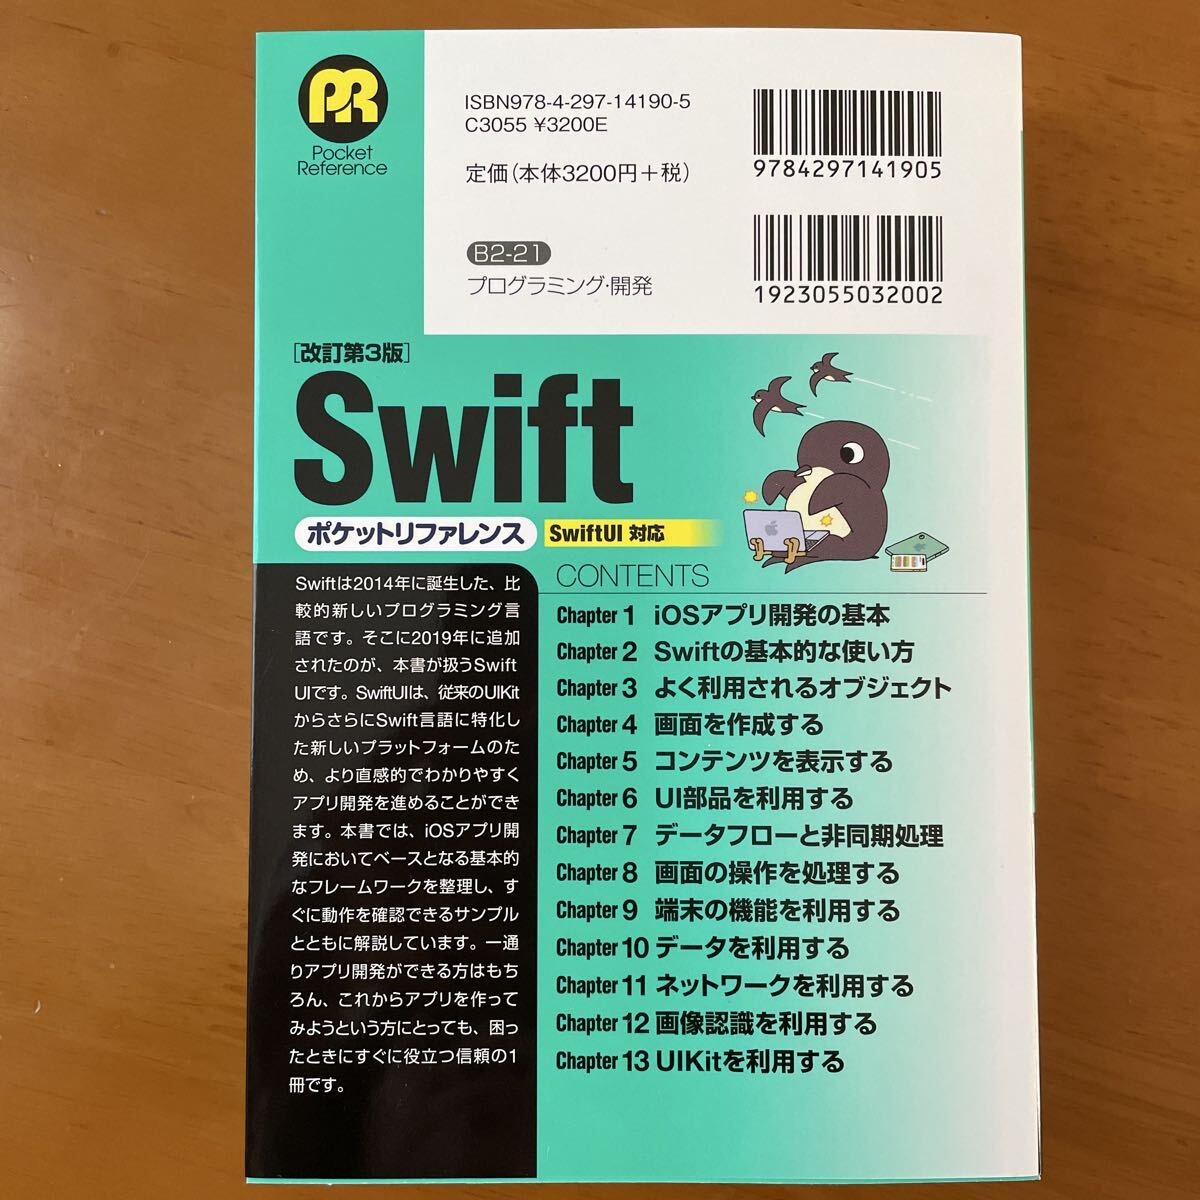 PR
Pocket
Reference
ISBN978-4-297-14190-5
C3055 ¥3200E
定価(本体3200円+税)
9784297141905
B2-21
プログラミング・開発
1923055032002
[改訂第3版]
Swift
ポケットリファレンス
SwiftUI 対応
Swiftは2014年に誕生した、比
較的新しいプログラミング言
語です。そこに2019年に追加
されたのが、本書が扱うSwift
UIです。SwiftUIは、従来のUIKit
からさらにSwift言語に特化し
た新しいプラットフォームのた
め、より直感的でわかりやすく
アプリ開発を進めることができ
ます。本書では、iOSアプリ開
発においてベースとなる基本的
なフレームワークを整理し、す
ぐに動作を確認できるサンプル
とともに解説しています。一通
りアプリ開発ができる方はもち
ろん、これからアプリを作って
みようという方にとっても、困っ
たときにすぐに役立つ信頼の1
冊です。
CONTENTS
Chapter 1 iOSアプリ開発の基本
Chapter 2 Swiftの基本的な使い方
Chapter 3 よく利用されるオブジェクト
Chapter 4 画面を作成する
Chapter 5 コンテンツを表示する
Chapter 6 UI部品を利用する
Chapter 7 データフローと非同期処理
Chapter 8 画面の操作を処理する
Chapter 9 端末の機能を利用する
Chapter 10 データを利用する
Chapter 11 ネットワークを利用する
Chapter 12 画像認識を利用する
Chapter 13 UIKitを利用する